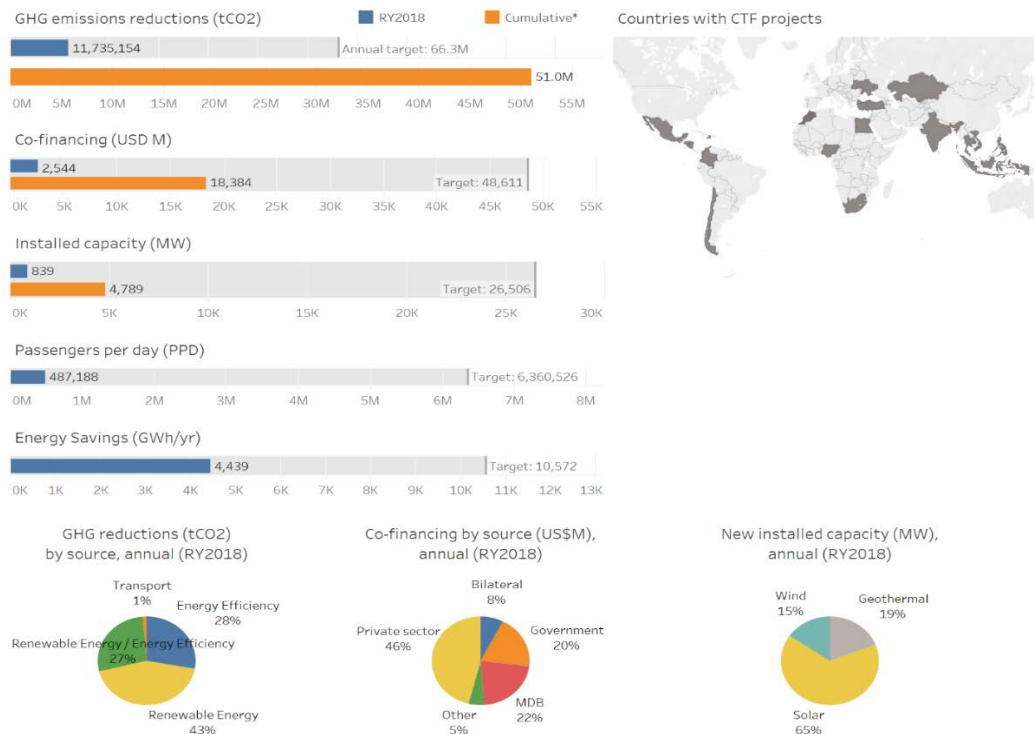 GHG emissions reductions (tCO2)
RY2018
Cumulative*
11,735,154
Annual target: 66.3M
51.0M
0M 5M 10M 15M 20M 25M 30M 35M 40M 45M 50M 55M
Countries with CTF projects
Co-financing (USD M)
2,544
18,384
Target: 48,611
0K 5K 10K 15K 20K 25K 30K 35K 40K 45K 50K 55K
Installed capacity (MW)
839
4,789
Target: 26,506
0K 5K 10K 15K 20K 25K 30K
Passengers per day (PPD)
487,188
Target: 6,360,526
0M 1M 2M 3M 4M 5M 6M 7M 8M
Energy Savings (GWh/yr)
4,439
Target: 10,572
0K 1K 2K 3K 4K 5K 6K 7K 8K 9K 10K 11K 12K 13K
GHG reductions (tCO2)
by source, annual (RY2018)
Transport
1%
Energy Efficiency
28%
Renewable Energy / Energy Efficiency
27%
Renewable Energy
43%
Co-financing by source (US$M),
annual (RY2018)
Bilateral
8%
Private sector
46%
Government
20%
Other
5%
MDB
22%
New installed capacity (MW),
annual (RY2018)
Wind
15%
Geothermal
19%
Solar
65%